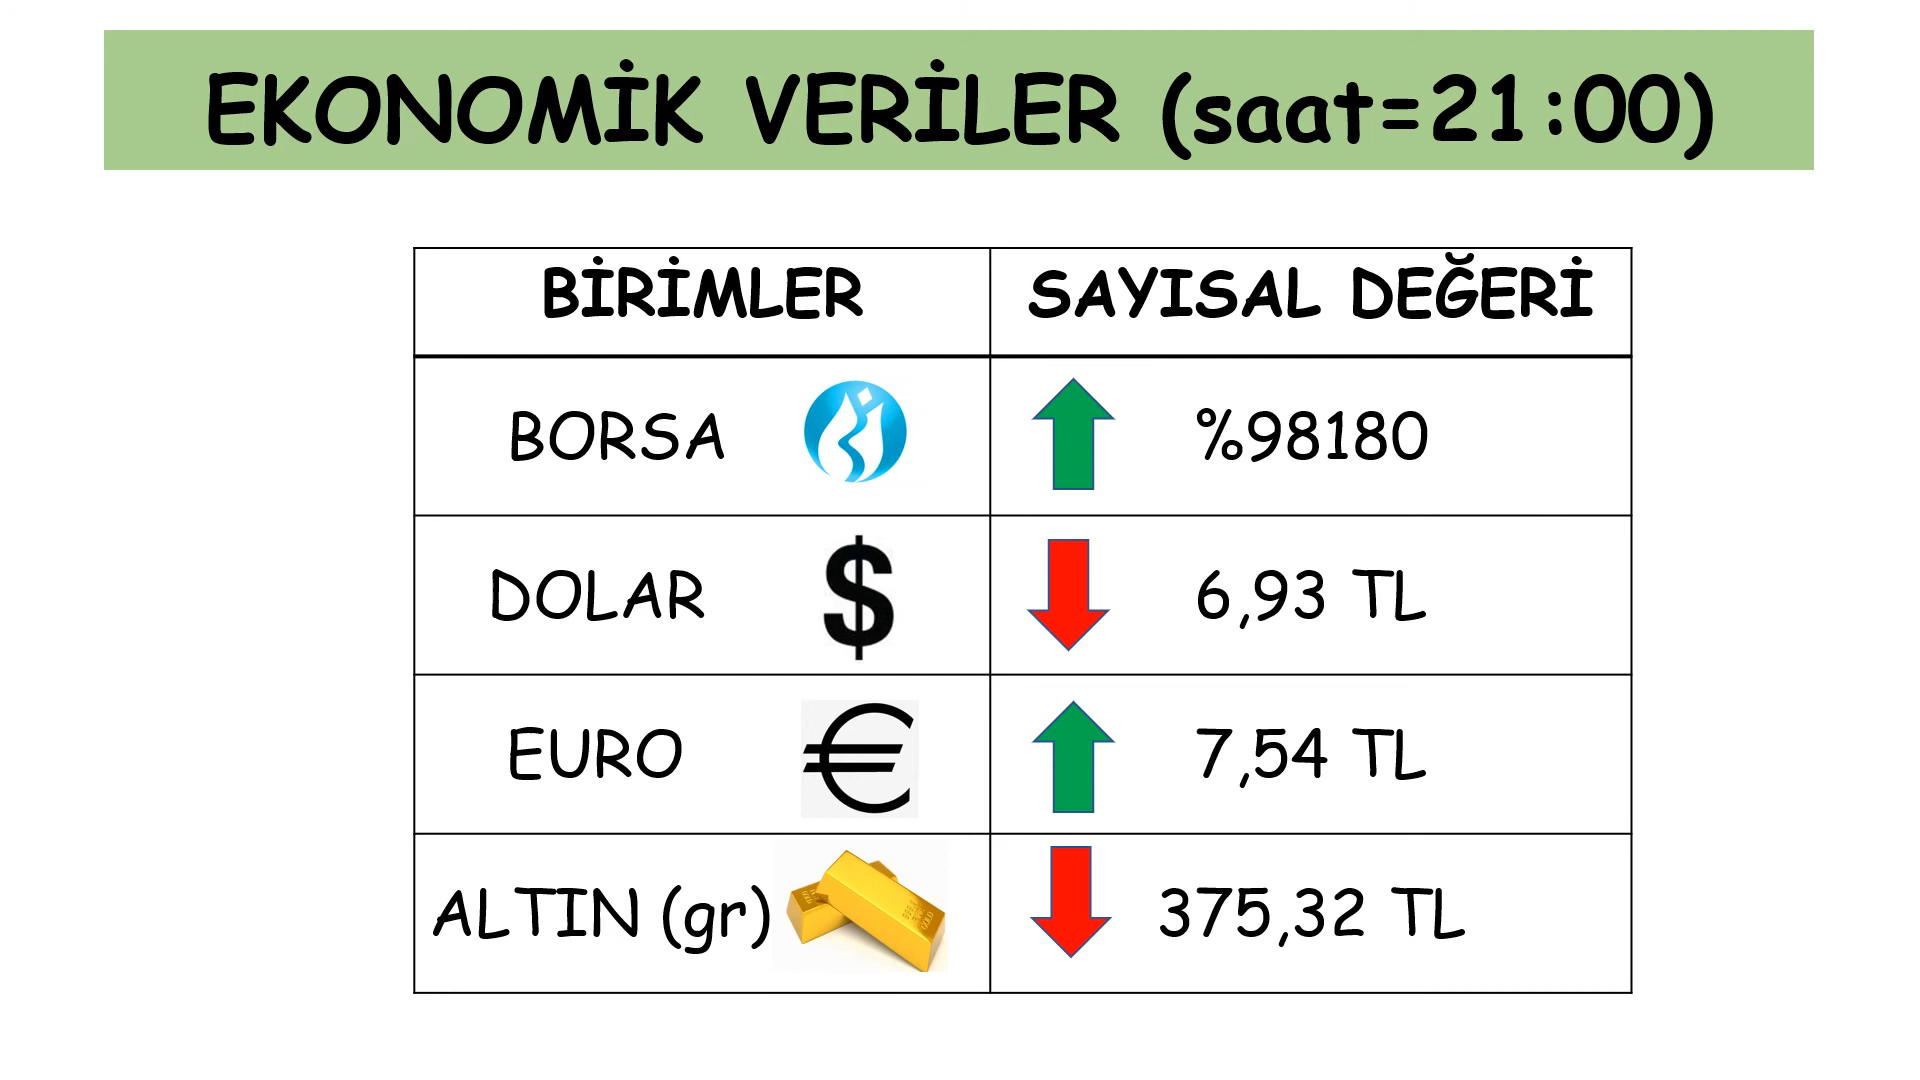 EKONOMİK VERİLER (saat=21:00)
BİRİMLER SAYISAL DEĞERİ
BORSA %98180
DOLAR $ 6,93 TL
EURO € 7,54 TL
ALTIN (gr) 375,32 TL